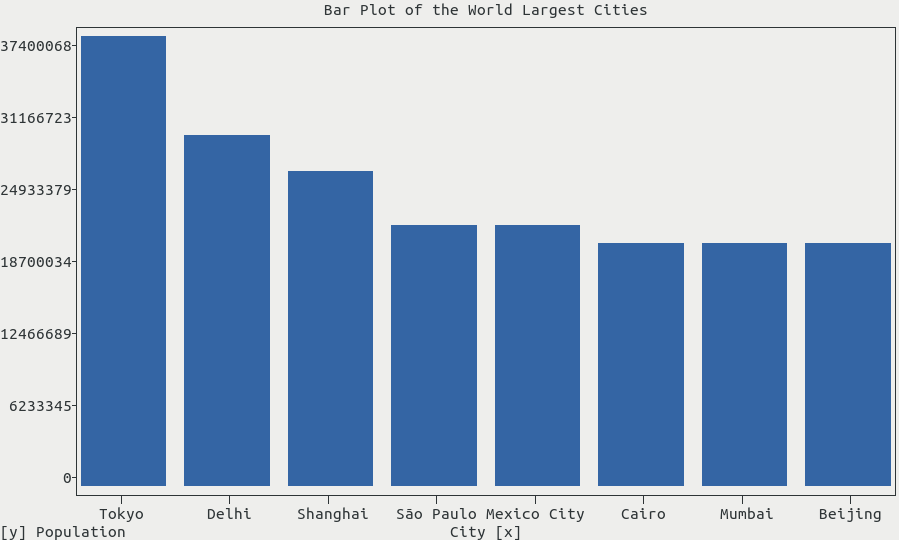 Bar Plot of the World Largest Cities
37400068
31166723
24933379
18700034
12466689
6233345
0
Tokyo Delhi Shanghai São Paulo Mexico City Cairo Mumbai Beijing
[y] Population City [x]